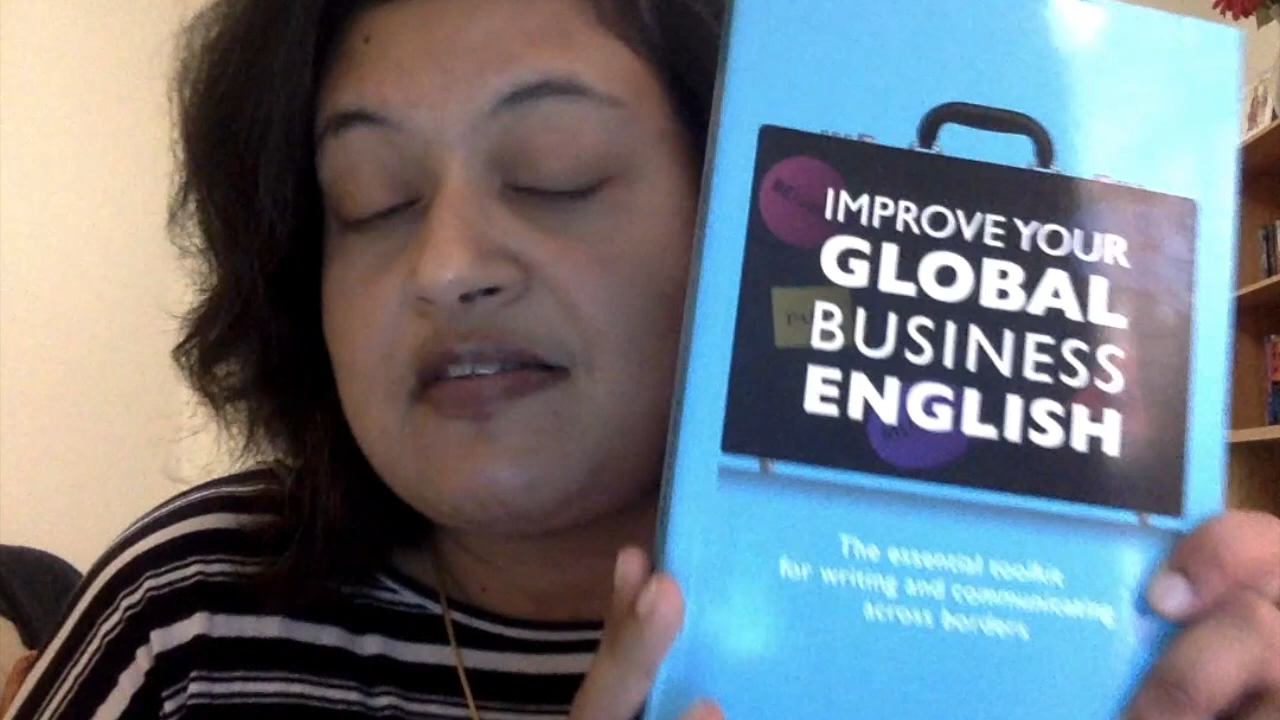 IMPROVE YOUR
GLOBAL
BUSINESS
ENGLISH
The essential toolkit
for writing and communicating
across borders